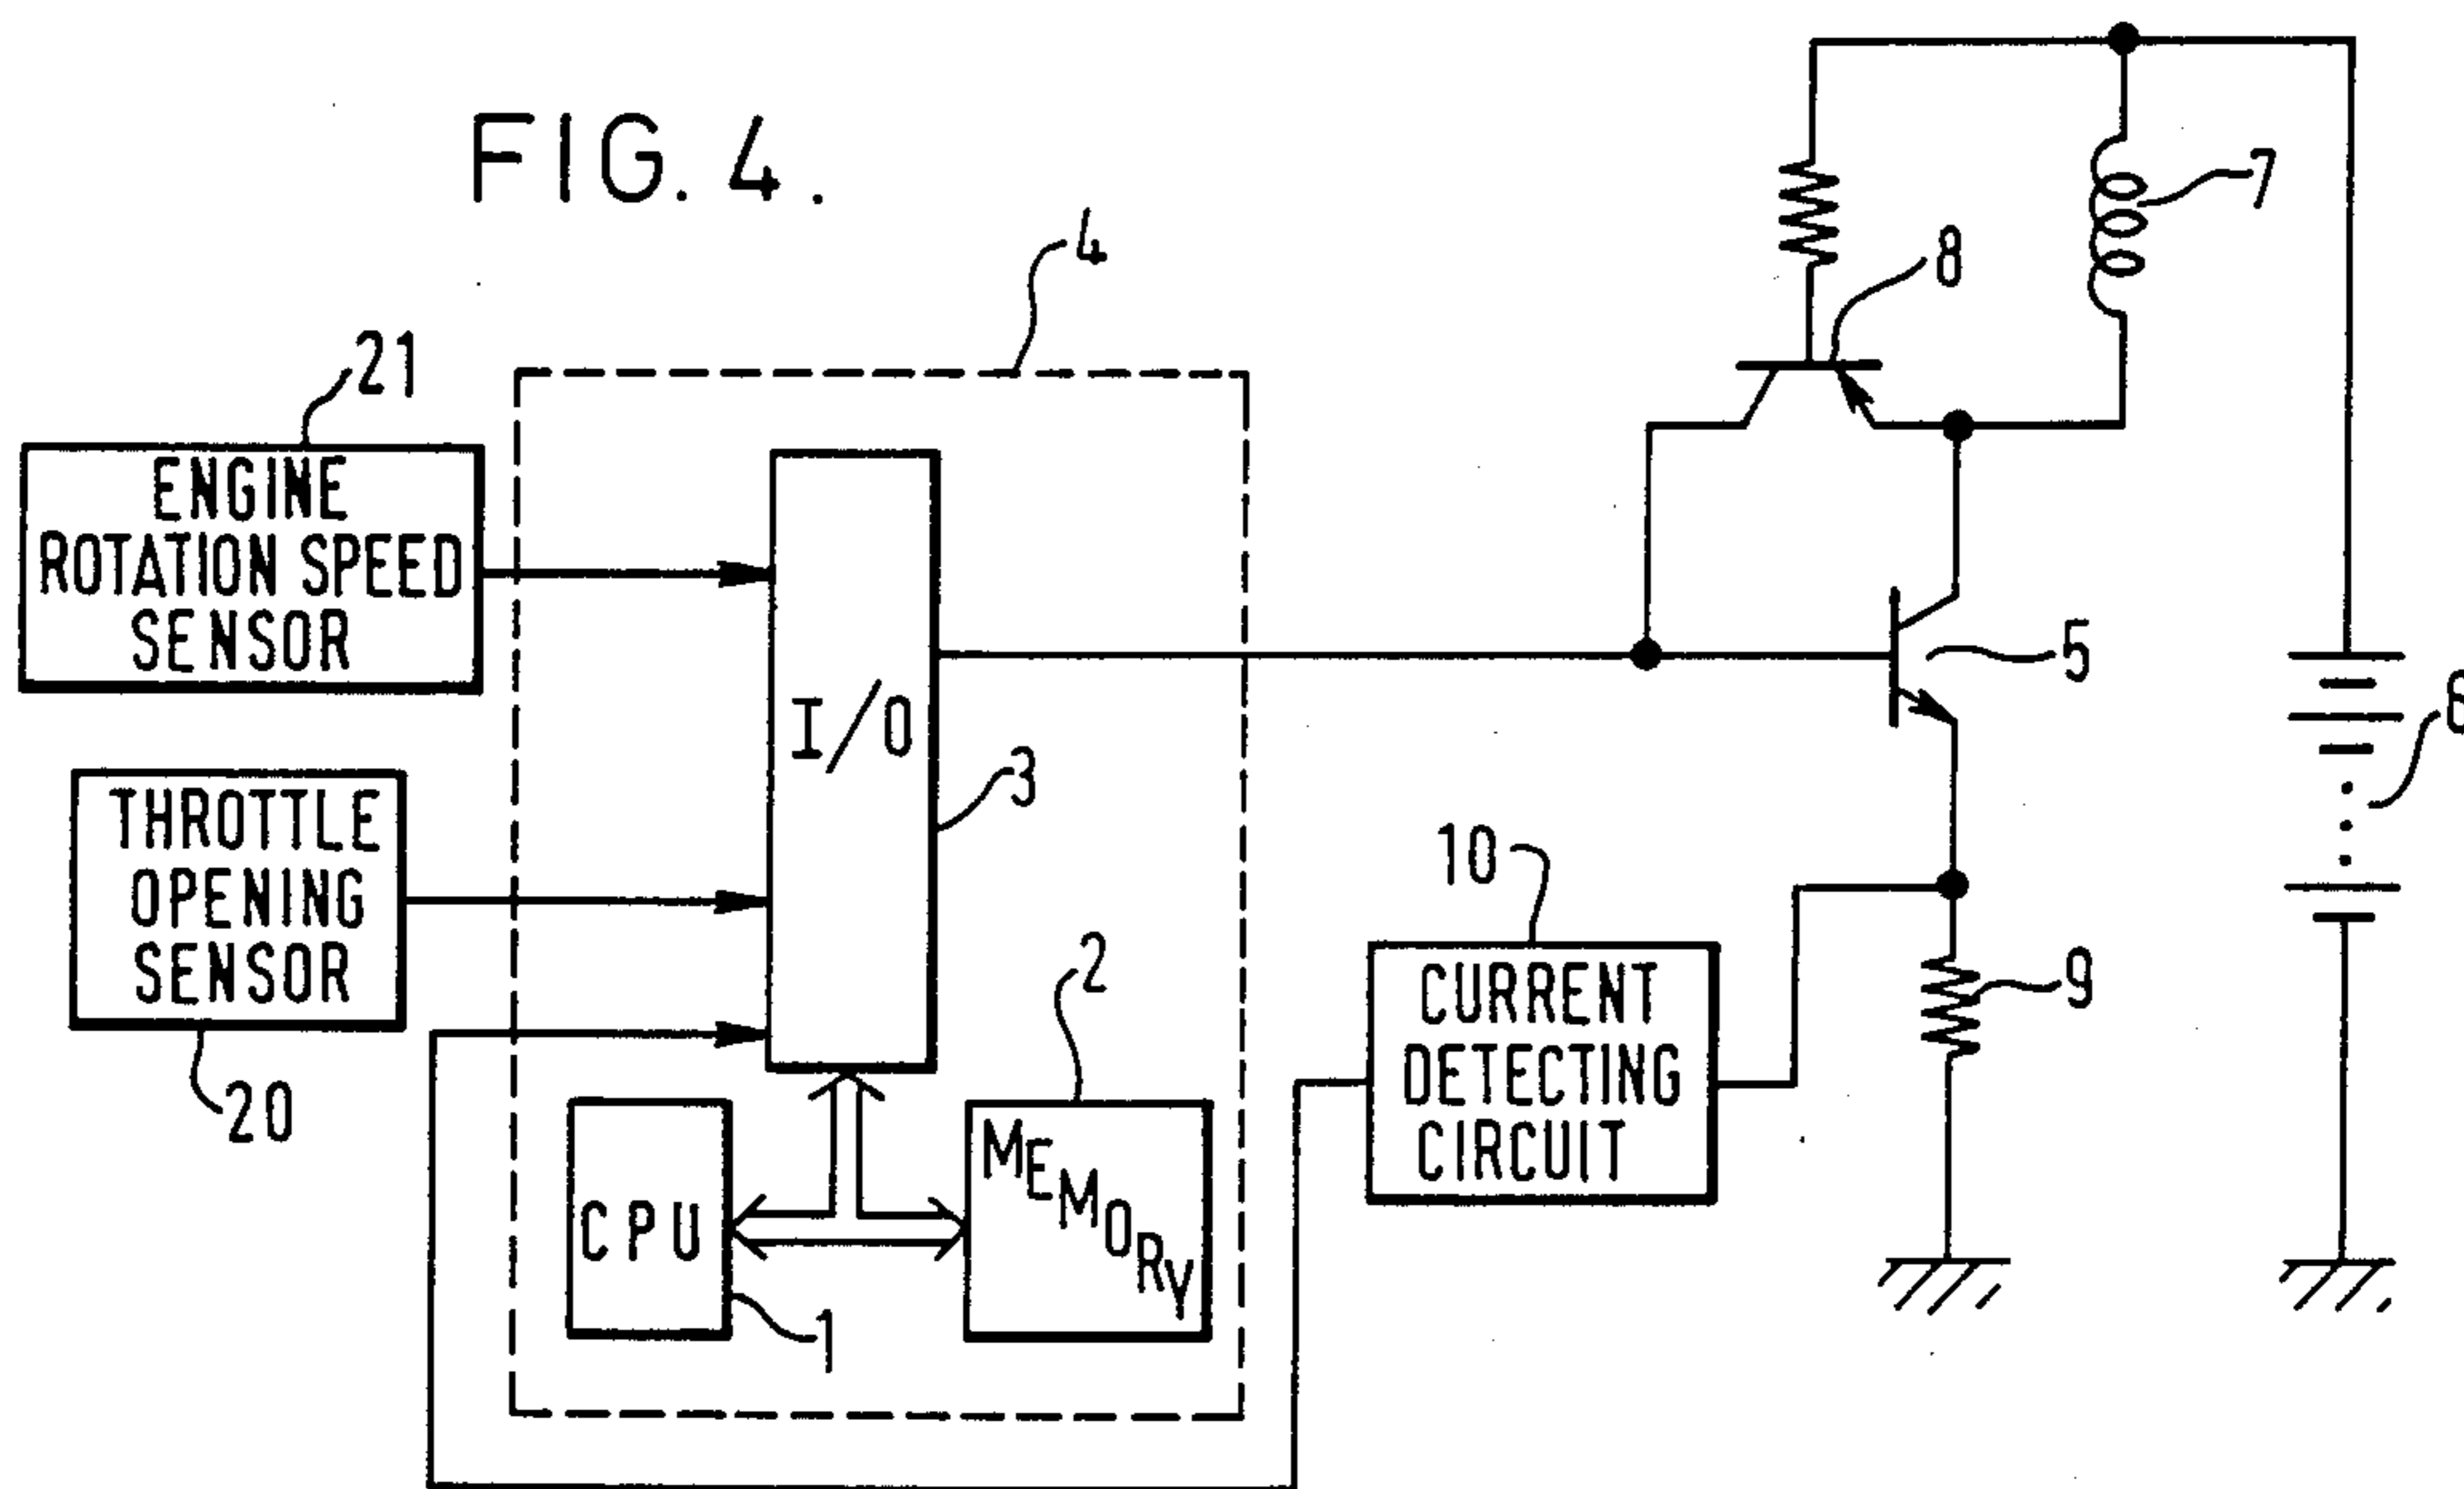 FIG. 4.
4
7
8
21
ENGINE
ROTATION SPEED
SENSOR
I/O
3
5
THROTTLE
OPENING
SENSOR
20
10
CURRENT
DETECTING
CIRCUIT
9
2
CPU
MEMORY
1